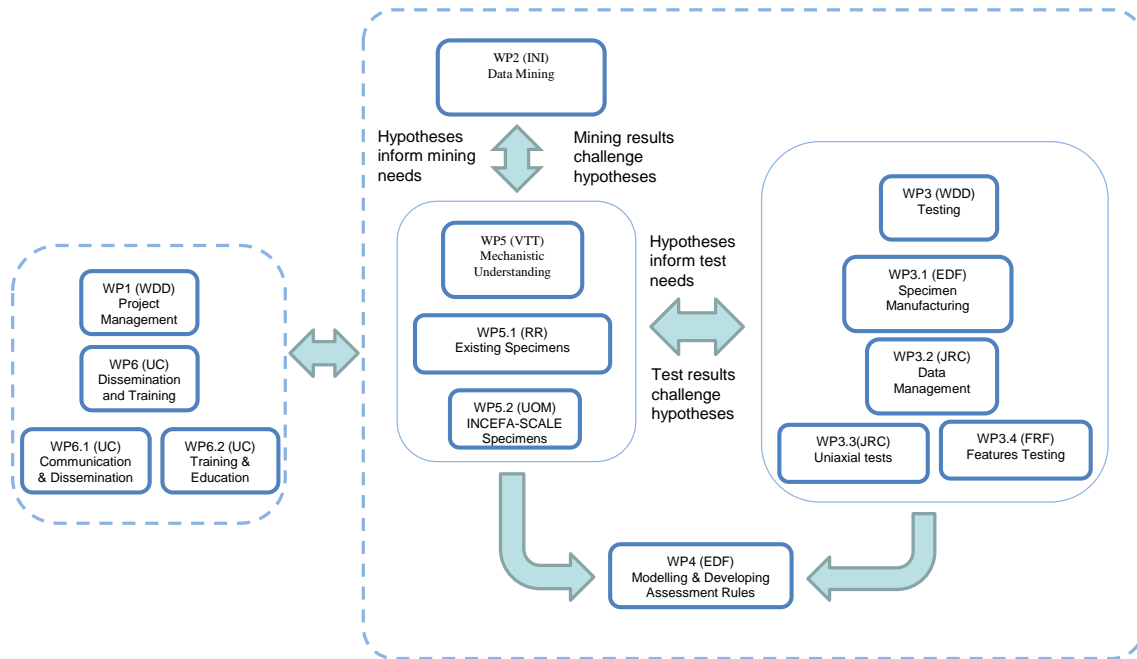 WP2 (INI)
Data Mining
Hypotheses
inform mining
needs
Mining results
challenge
hypotheses
WP1 (WDD)
Project
Management
WP6 (UC)
Dissemination
and Training
WP6.1 (UC)
Communication
& Dissemination
WP6.2 (UC)
Training &
Education
WP5 (VTT)
Mechanistic
Understanding
WP5.1 (RR)
Existing Specimens
WP5.2 (UOM)
INCEFA-SCALE
Specimens
Hypotheses
inform test
needs
Test results
challenge
hypotheses
WP3 (WDD)
Testing
WP3.1 (EDF)
Specimen
Manufacturing
WP3.2 (JRC)
Data
Management
WP3.3(JRC)
Uniaxial tests
WP3.4 (FRF)
Features Testing
WP4 (EDF)
Modelling & Developing
Assessment Rules